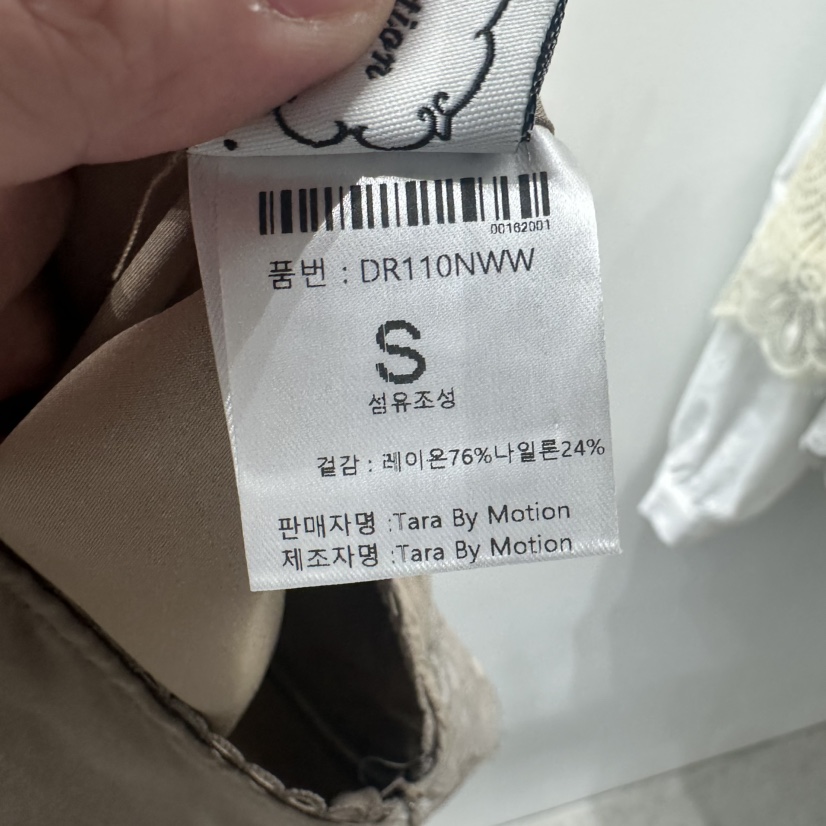 00162001
품번 : DR110NWW
S
섬유조성
겉감 : 레이온76%나일론24%
판매자명 :Tara By Motion
제조자명 :Tara By Motion